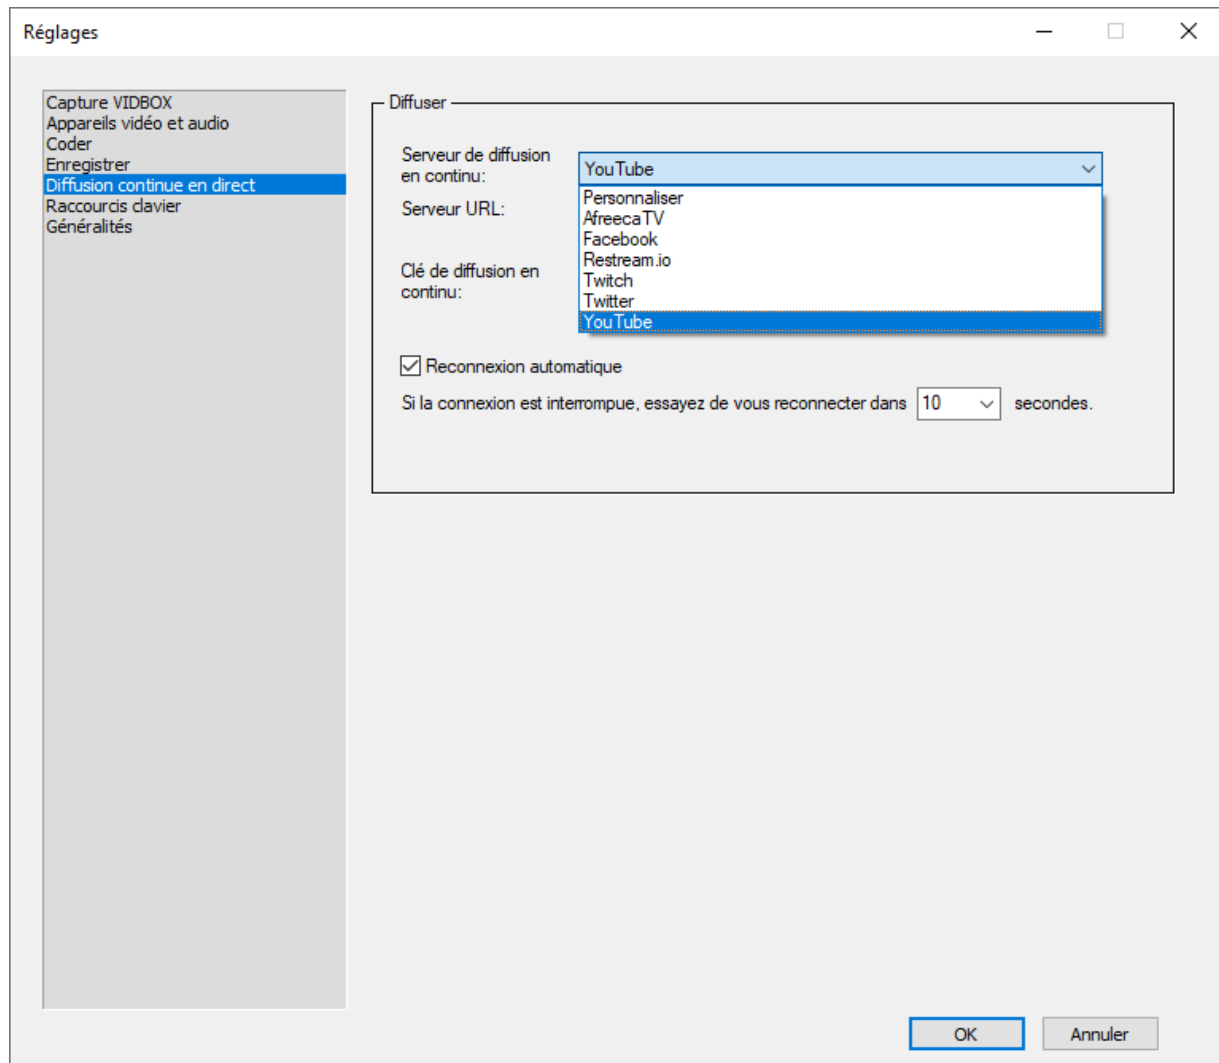 Réglages
Capture VIDBOX
Appareils vidéo et audio
Coder
Enregistrer
Diffusion continue en direct
Raccourcis clavier
Généralités
Diffuser
Serveur de diffusion
en continu:
YouTube
Serveur URL:
Clé de diffusion en
continu:
Personnaliser
AfreecaTV
Facebook
Restream.io
Twitch
Twitter
YouTube
Reconnexion automatique
Si la connexion est interrompue, essayez de vous reconnecter dans 10 secondes.
OK
Annuler